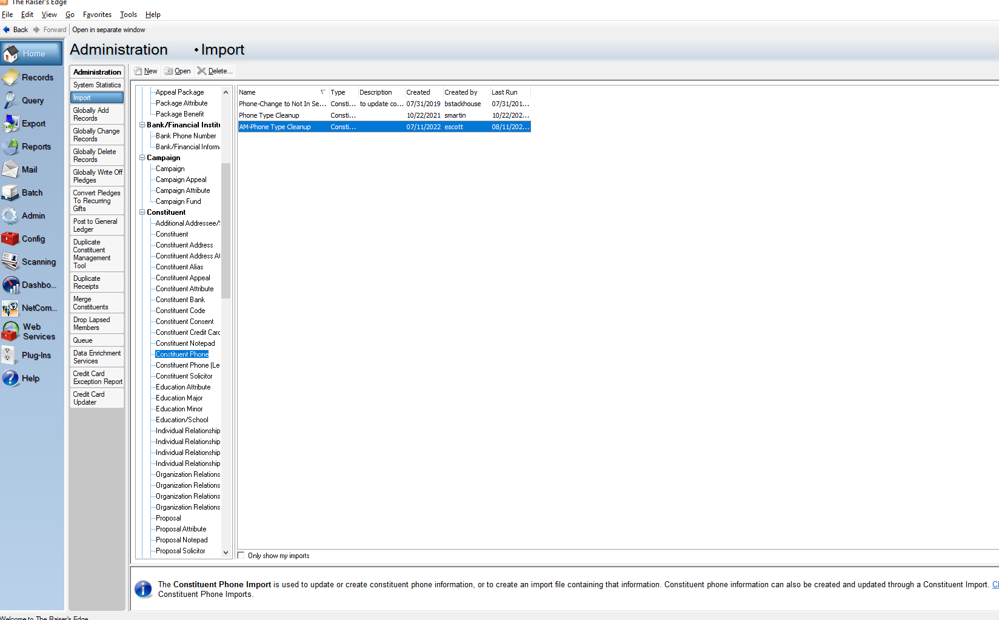 The Raiser's Edge
File Edit View Go Favorites Tools Help
Back Forward Open in separate window
Administration • Import
Home
Records
Query
Export
Reports
Mail
Batch
Admin
Config
Scanning
Dashbo...
NetCom...
Web
Services
Plug-Ins
Help
Administration
System Statistics
Import
Globally Add
Records
Globally Change
Records
Globally Delete
Records
Globally Write Off
Pledges
Convert Pledges
To Recurring
Gifts
Post to General
Ledger
Duplicate
Constituent
Management
Tool
Duplicate
Receipts
Merge
Constituents
Drop Lapsed
Members
Queue
Data Enrichment
Services
Credit Card
Exception Report
Credit Card
Updater
New Open Delete...
Appeal Package
Package Attribute
Package Benefit
Bank/Financial Institu
Bank Phone Number
Bank/Financial Inform
Campaign
Campaign
Campaign Appeal
Campaign Attribute
Campaign Fund
Constituent
Additional Addressee/
Constituent
Constituent Address
Constituent Address A
Constituent Alias
Constituent Appeal
Constituent Attribute
Constituent Bank
Constituent Code
Constituent Consent
Constituent Credit Card
Constituent Notepad
Constituent Phone
Constituent Phone (Le
Constituent Solicitor
Education Attribute
Education Major
Education Minor
Education/School
Individual Relationship
Individual Relationship
Individual Relationship
Individual Relationship
Organization Relations
Organization Relations
Organization Relations
Organization Relations
Proposal
Proposal Attribute
Proposal Notepad
Proposal Solicitor
Name Type Description Created Created by Last Run
Phone-Change to Not In Se... Consti... to update co... 07/31/2019 bstackhouse 07/31/201...
Phone Type Cleanup Consti... 10/22/2021 smartin 10/22/202...
AM-Phone Type Cleanup Consti... 07/11/2022 escott 08/11/202...
Only show my imports
The Constituent Phone Import is used to update or create constituent phone information, or to create an import file containing that information. Constituent phone information can also be created and updated through a Constituent Import. Cl
Constituent Phone Imports.
Welcome to The Raiser's Edge